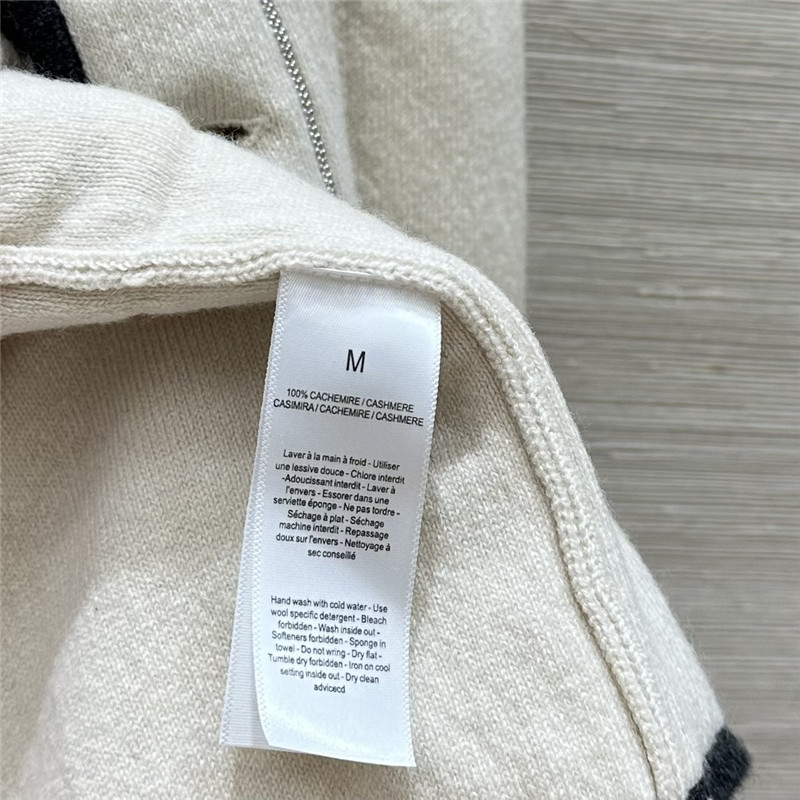 M
100% CACHEMIRE / CASHMERE
CASIMIRA / CACHEMIRE / CASHMERE
Laver à la main à froid - Utiliser
une lessive douce - Chlore interdit
-Adoucissant interdit - Laver à
l'envers - Essorer dans une
serviette éponge - Ne pas tordre -
Séchage à plat - Séchage
machine interdit - Repassage
doux sur l'envers - Nettoyage à
sec conseillé
Hand wash with cold water - Use
wool specific detergent - Bleach
forbidden - Wash inside out -
Softeners forbidden - Sponge in
towel - Do not wring - Dry flat -
Tumble dry forbidden - Iron on cool
setting inside out - Dry clean
advicecd